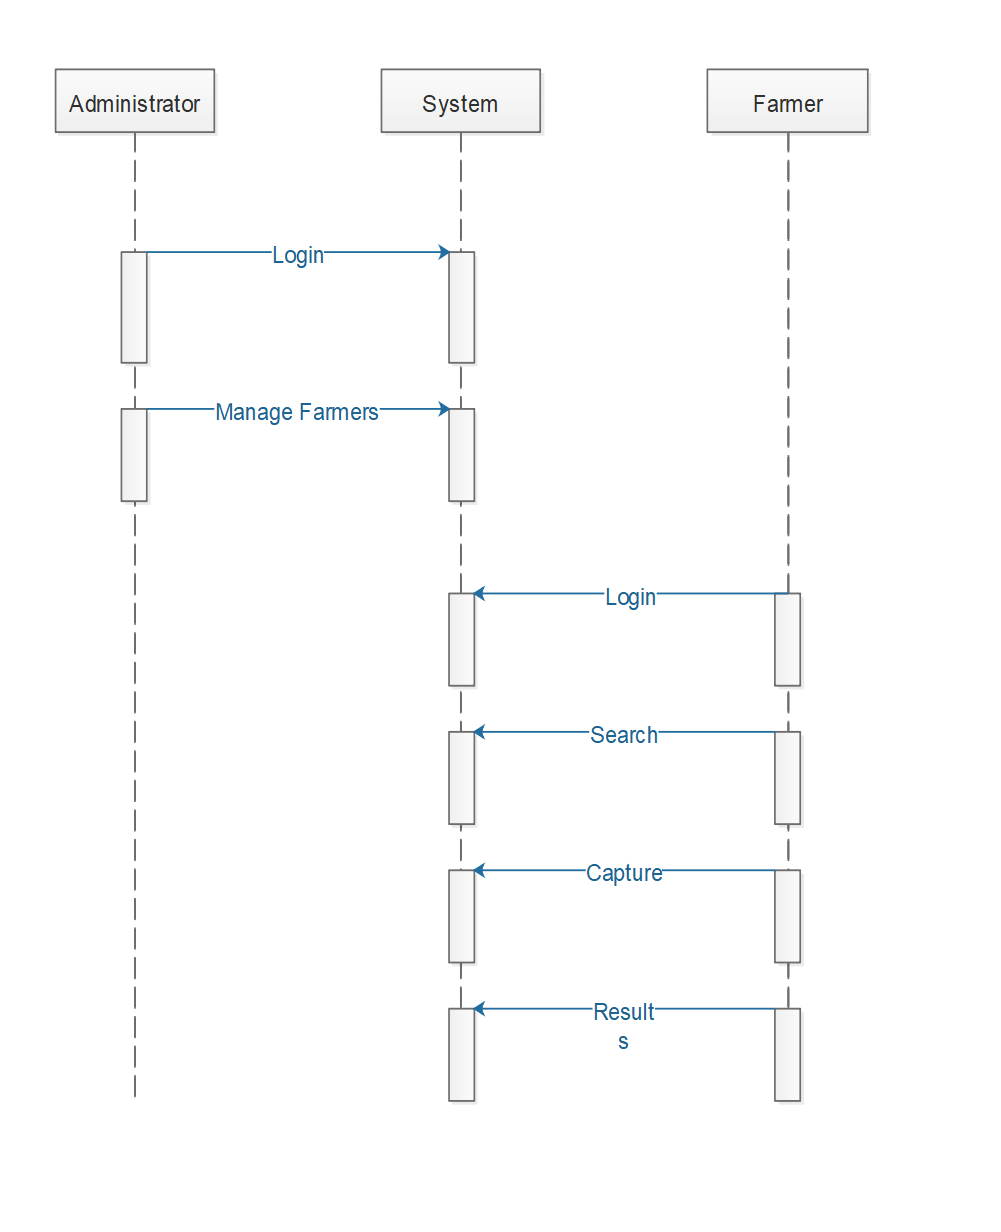 Administrator
System
Farmer
Login
Manage Farmers
Login
Search
Capture
Result
s